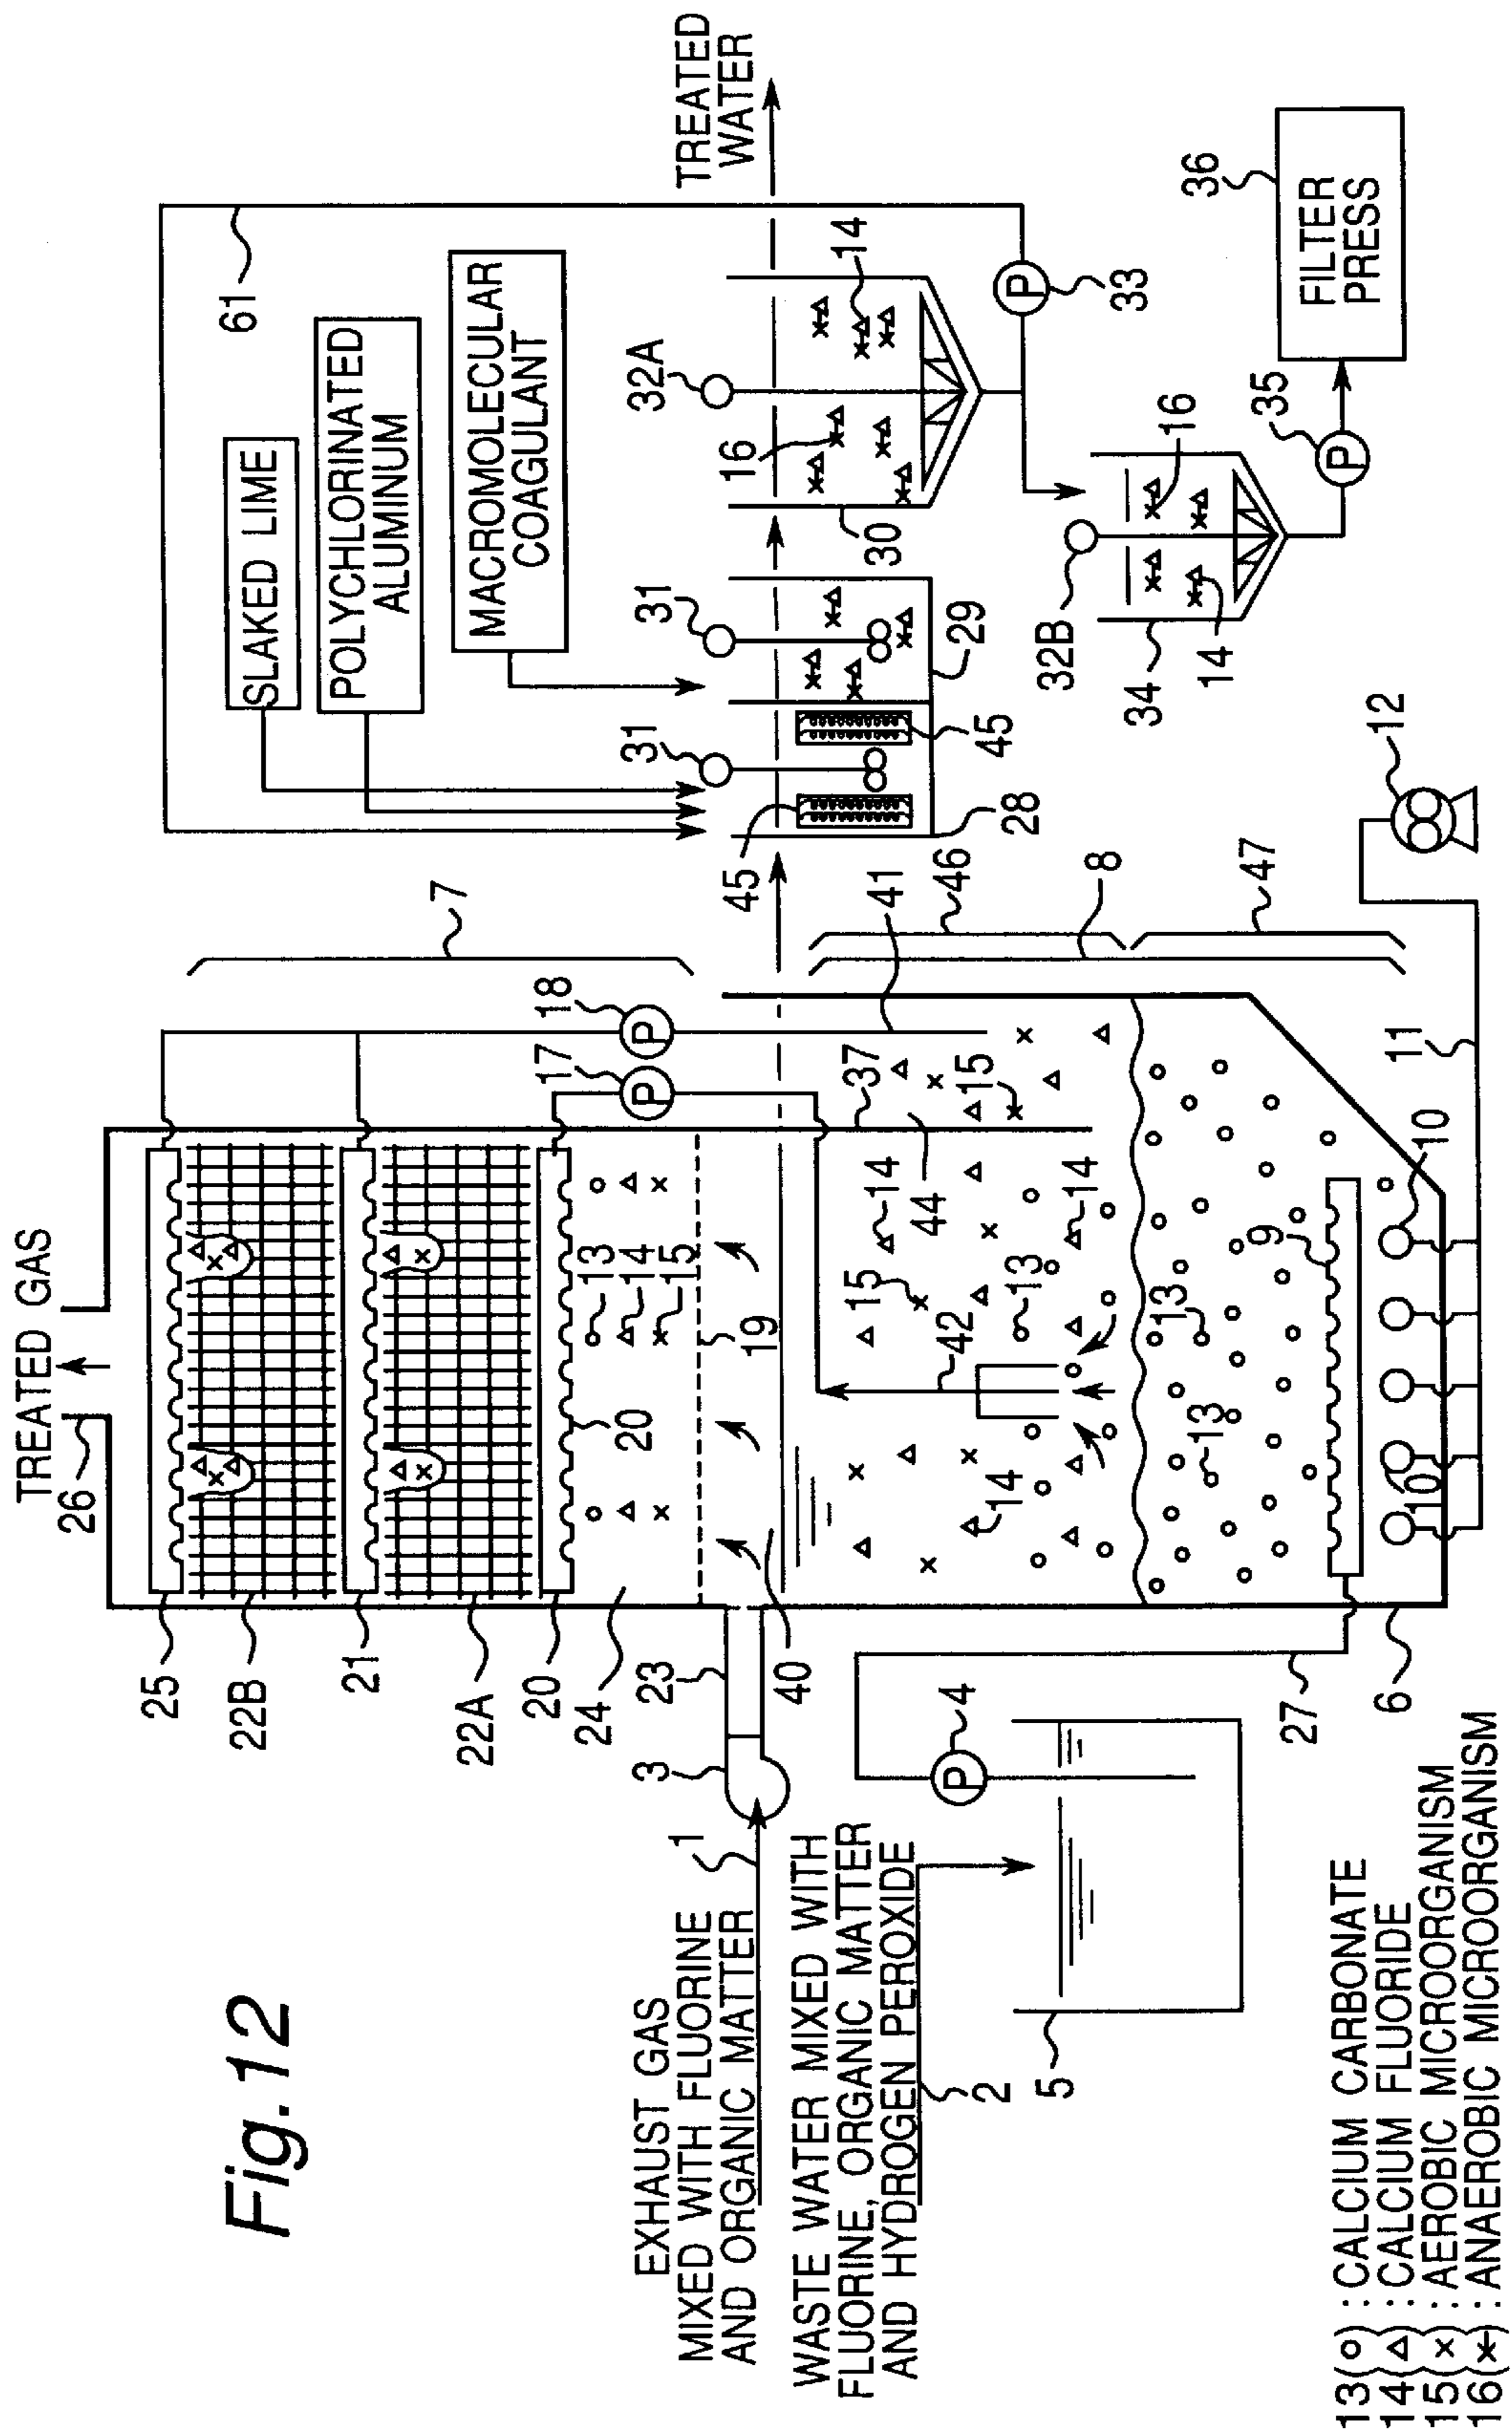 Fig.12
TREATED GAS
26
25
22B
21
22A
20
24
23
3
40
EXHAUST GAS
MIXED WITH FLUORINE
AND ORGANIC MATTER
1
WASTE WATER MIXED WITH
FLUORINE, ORGANIC MATTER
AND HYDROGEN PEROXIDE
2
5
P
4
27
6
7
18
P
17
P
13
14
15
20
19
37
41
46
8
47
14
44
15
15
14
13
42
13
14
13
9
10
10
11
12
61
SLAKED LIME
POLYCHLORINATED
ALUMINUM
MACROMOLECULAR
COAGULANT
31
31
45
45
28
29
32A
16
14
30
TREATED
WATER
P
33
32B
16
34
14
P
35
36
FILTER
PRESS
13(○) : CALCIUM CARBONATE
14(△) : CALCIUM FLUORIDE
15(×) : AEROBIC MICROORGANISM
16(⚹) : ANAEROBIC MICROORGANISM